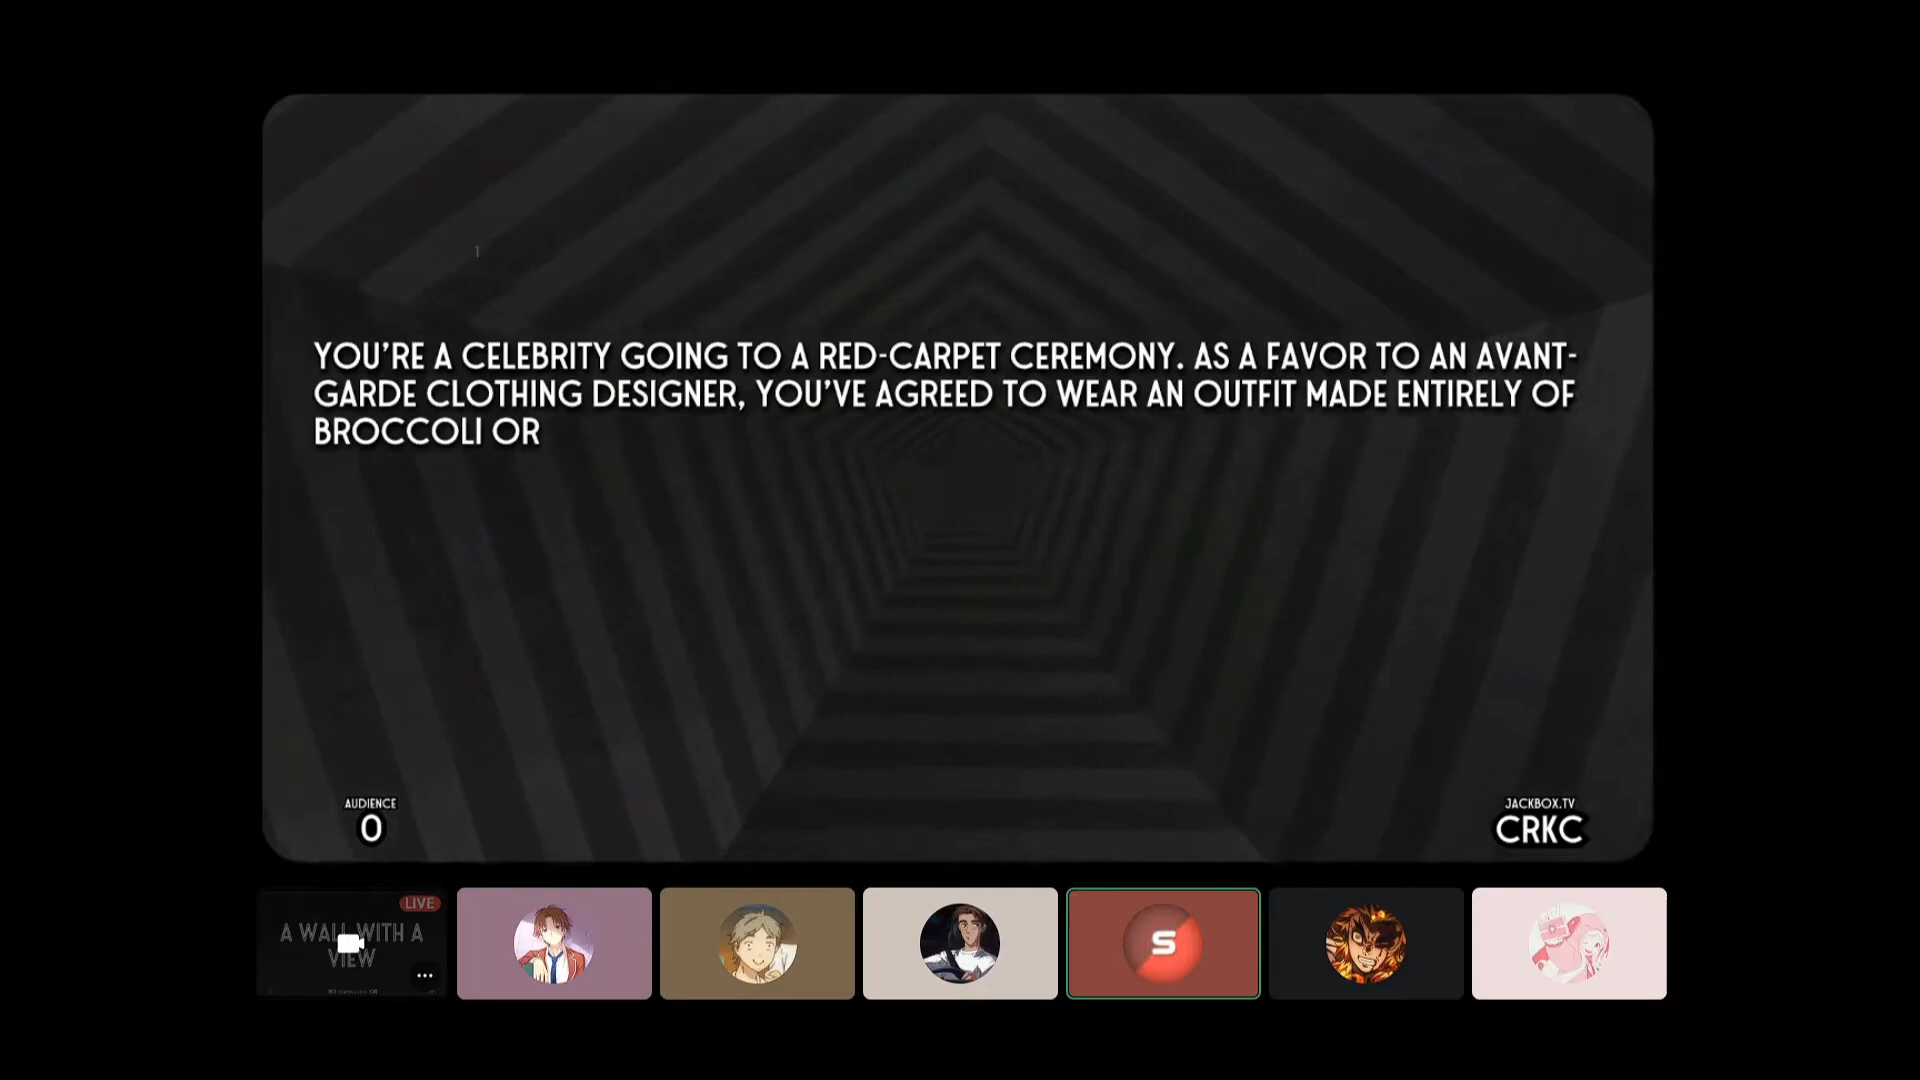 1
YOU'RE A CELEBRITY GOING TO A RED-CARPET CEREMONY. AS A FAVOR TO AN AVANT-
GARDE CLOTHING DESIGNER, YOU'VE AGREED TO WEAR AN OUTFIT MADE ENTIRELY OF
BROCCOLI OR
AUDIENCE
0
JACKBOX.TV
CRKC
LIVE
A WALL WITH A
VIEW
S